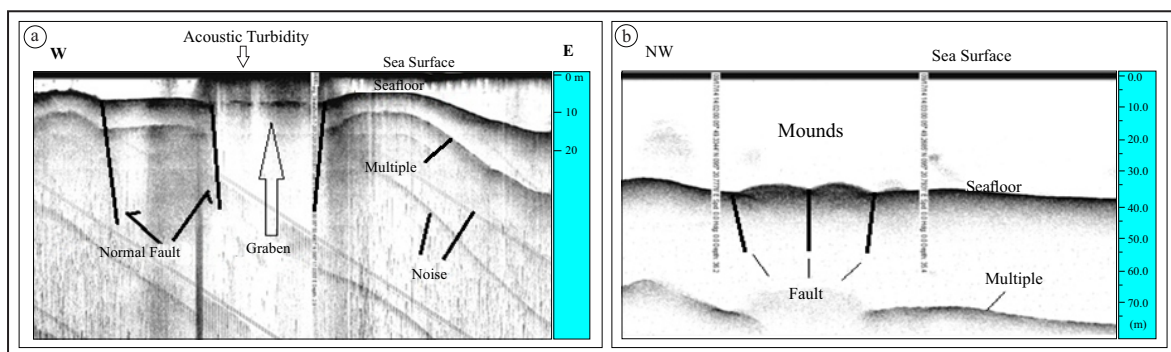 a
W
Acoustic Turbidity
E
Sea Surface
0 m
Seafloor
10
20
Multiple
Normal Fault
Graben
Noise
b
NW
Sea Surface
0.0
10.0
20.0
Mounds
30.0
Seafloor
40.0
50.0
60.0
Fault
Multiple
70.0
(m)